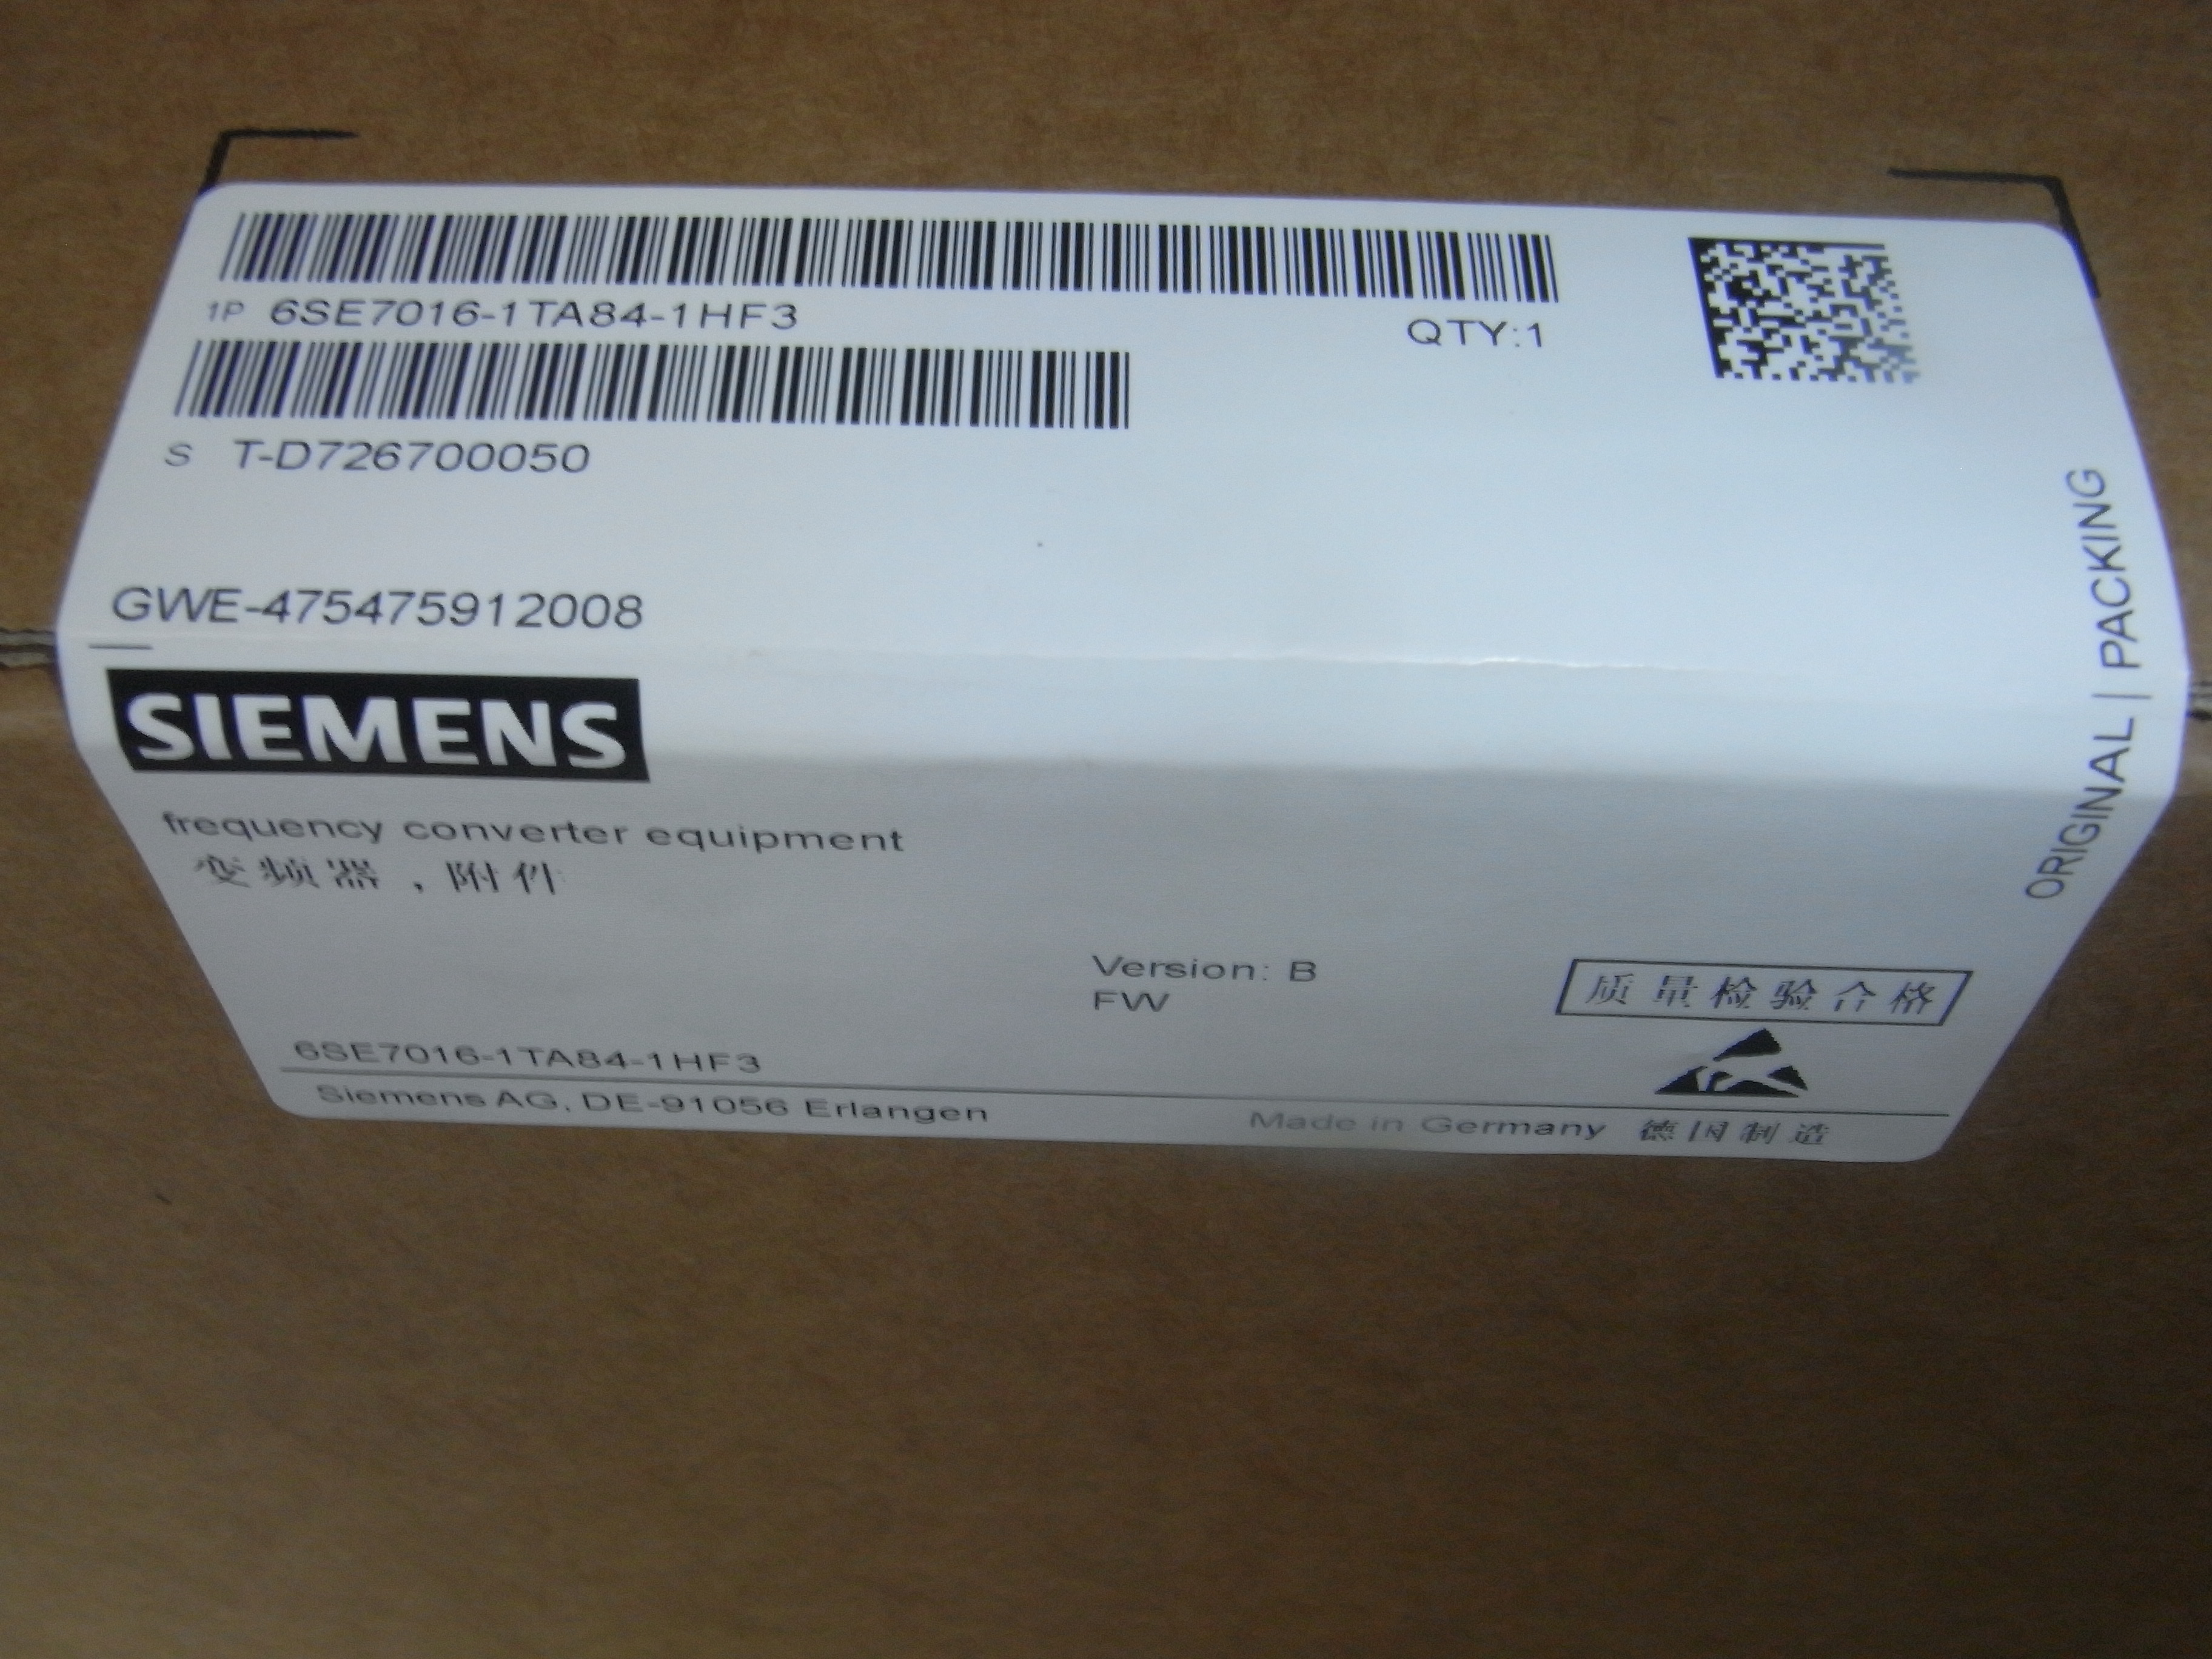 1P 6SE7016-1TA84-1HF3
QTY:1
S T-D726700050
GWE-475475912008
SIEMENS
frequency converter equipment
变频器，附件
Version: B
FW
质量检验合格
6SE7016-1TA84-1HF3
Siemens AG, DE-91056 Erlangen
Made in Germany 德国制造
ORIGINAL | PACKING